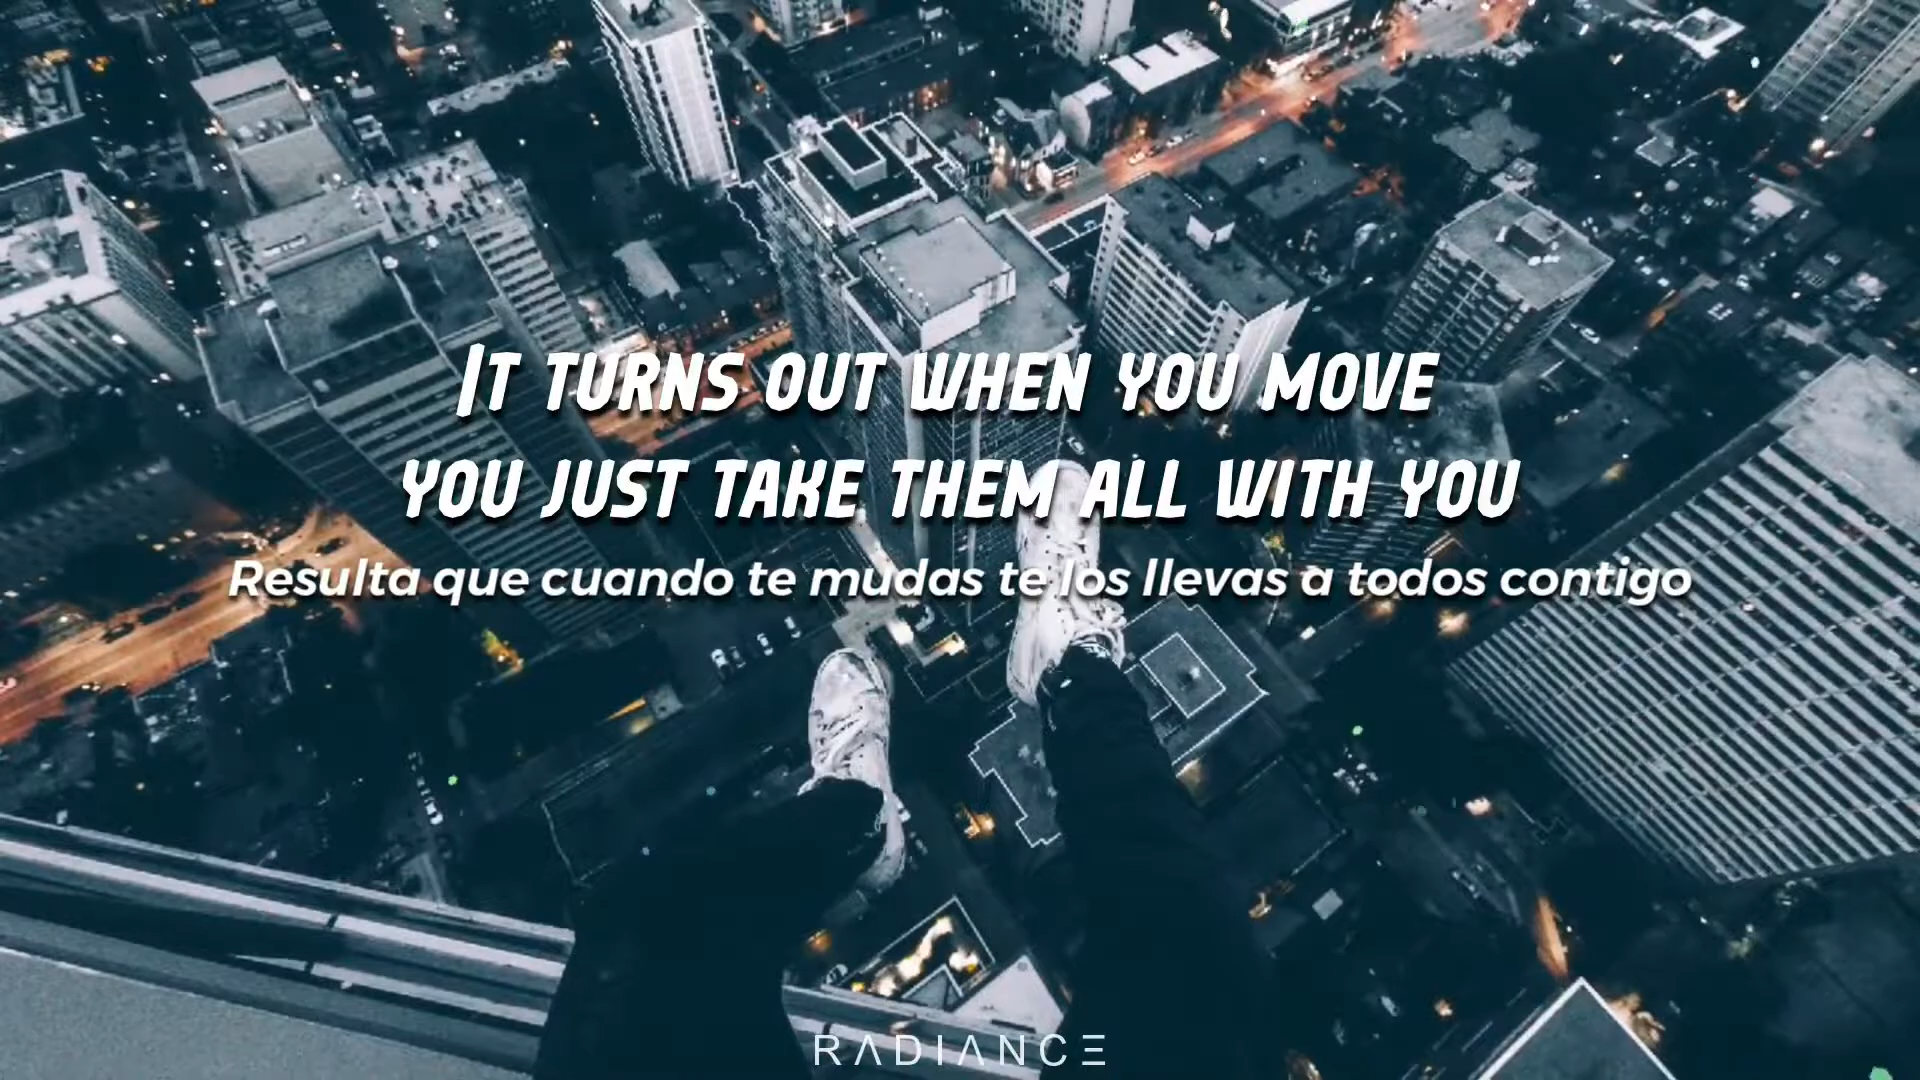 It turns out when you move
you just take them all with you
Resulta que cuando te mudas te los llevas a todos contigo
RADIANCE